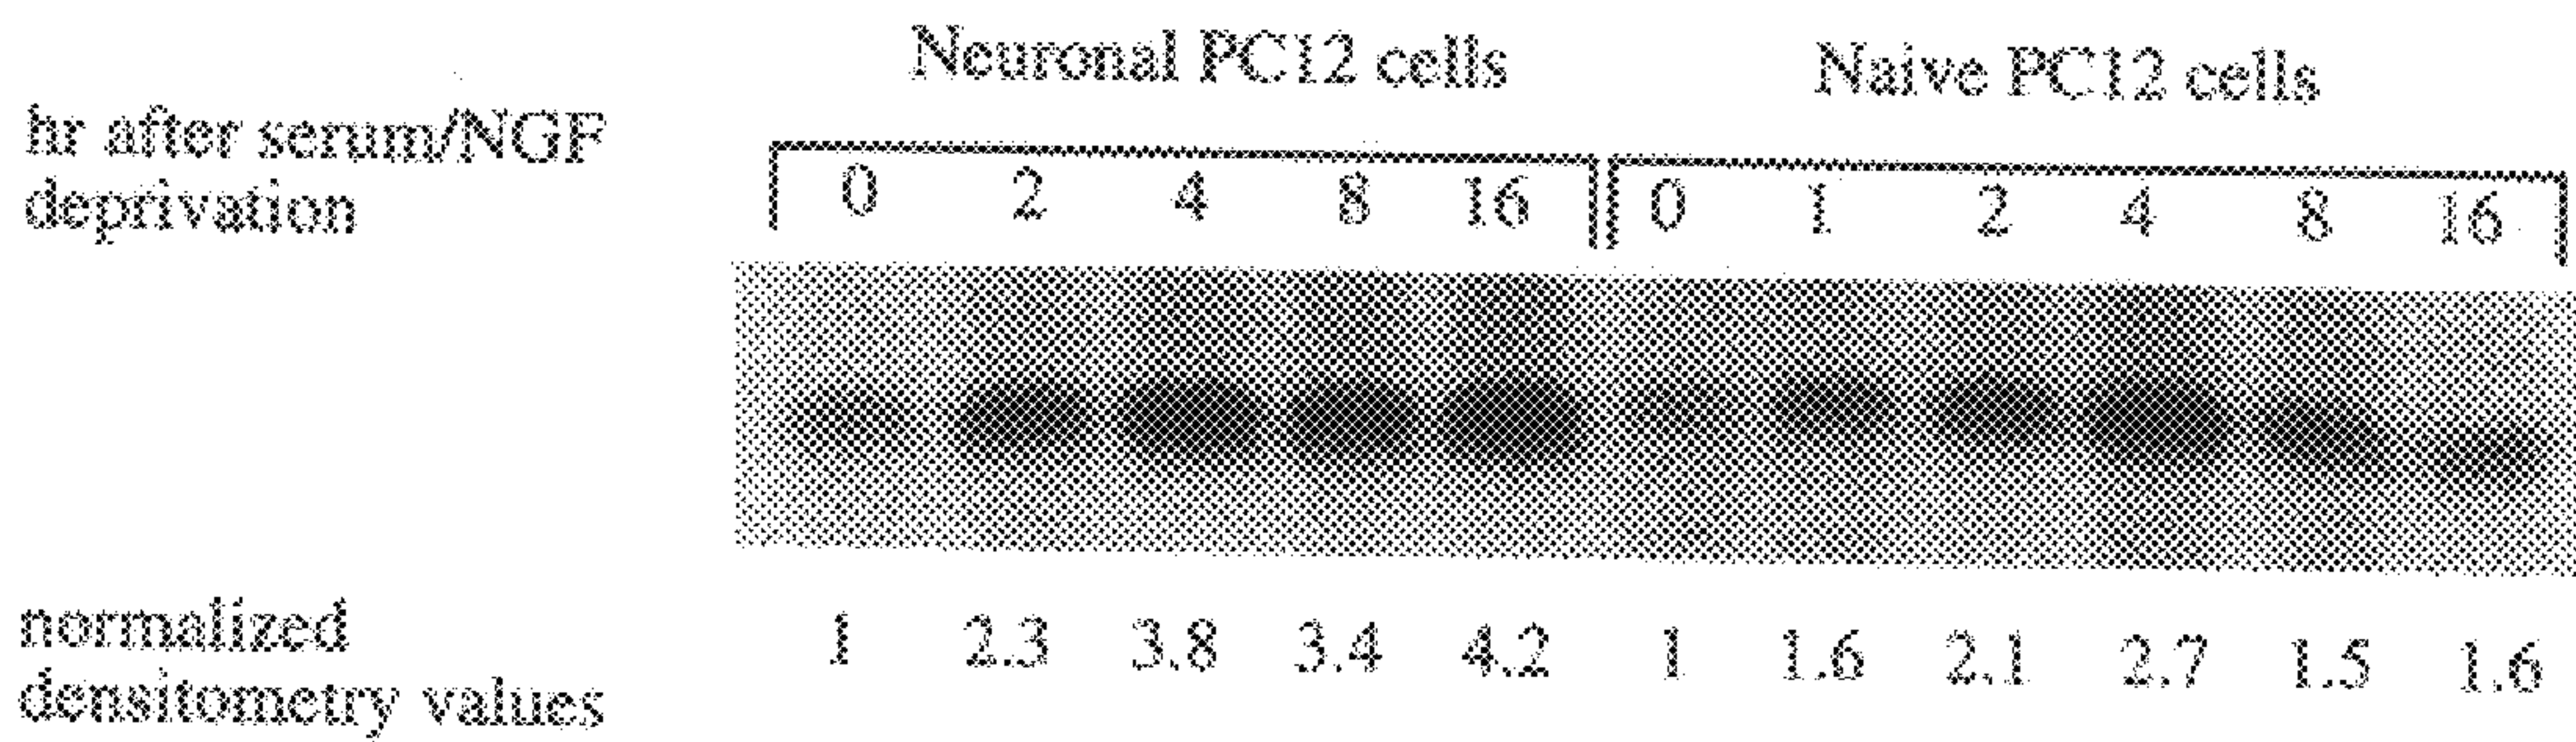 Neuronal PC12 cells
Naive PC12 cells
hr after serum/NGF
deprivation
0 2 4 8 16 0 1 2 4 8 16
normalized
densitometry values
1 2.3 3.8 3.4 4.2 1 1.6 2.1 2.7 1.5 1.6